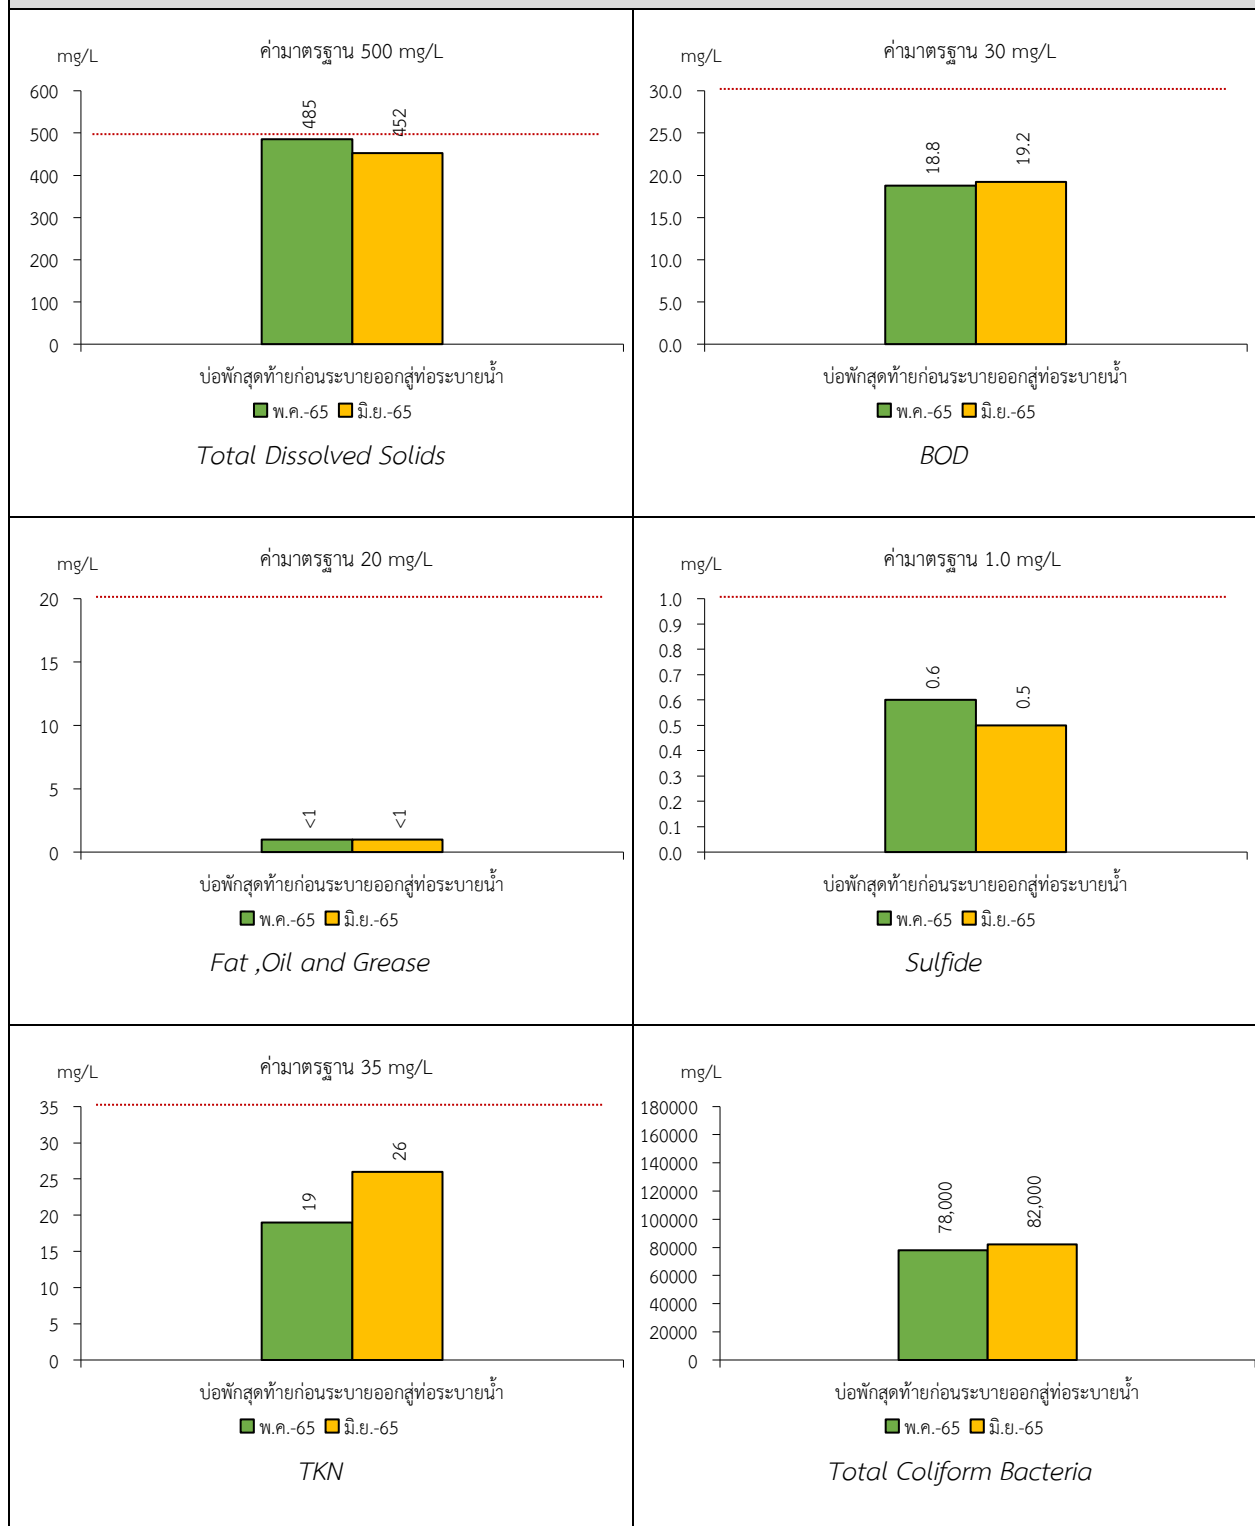 mg/L
ค่ามาตรฐาน 500 mg/L
600
500
400
300
200
100
0
485
452
บ่อพักสุดท้ายก่อนระบายออกสู่ท่อระบายน้ำ
พ.ค.-65 มิ.ย.-65
Total Dissolved Solids
mg/L
ค่ามาตรฐาน 30 mg/L
30.0
25.0
20.0
15.0
10.0
5.0
0.0
18.8
19.2
บ่อพักสุดท้ายก่อนระบายออกสู่ท่อระบายน้ำ
พ.ค.-65 มิ.ย.-65
BOD
mg/L
ค่ามาตรฐาน 20 mg/L
20
15
10
5
0
<1
<1
บ่อพักสุดท้ายก่อนระบายออกสู่ท่อระบายน้ำ
พ.ค.-65 มิ.ย.-65
Fat ,Oil and Grease
mg/L
ค่ามาตรฐาน 1.0 mg/L
1.0
0.9
0.8
0.7
0.6
0.5
0.4
0.3
0.2
0.1
0.0
0.6
0.5
บ่อพักสุดท้ายก่อนระบายออกสู่ท่อระบายน้ำ
พ.ค.-65 มิ.ย.-65
Sulfide
mg/L
ค่ามาตรฐาน 35 mg/L
35
30
25
20
15
10
5
0
19
26
บ่อพักสุดท้ายก่อนระบายออกสู่ท่อระบายน้ำ
พ.ค.-65 มิ.ย.-65
TKN
mg/L
180000
160000
140000
120000
100000
80000
60000
40000
20000
0
78,000
82,000
บ่อพักสุดท้ายก่อนระบายออกสู่ท่อระบายน้ำ
พ.ค.-65 มิ.ย.-65
Total Coliform Bacteria